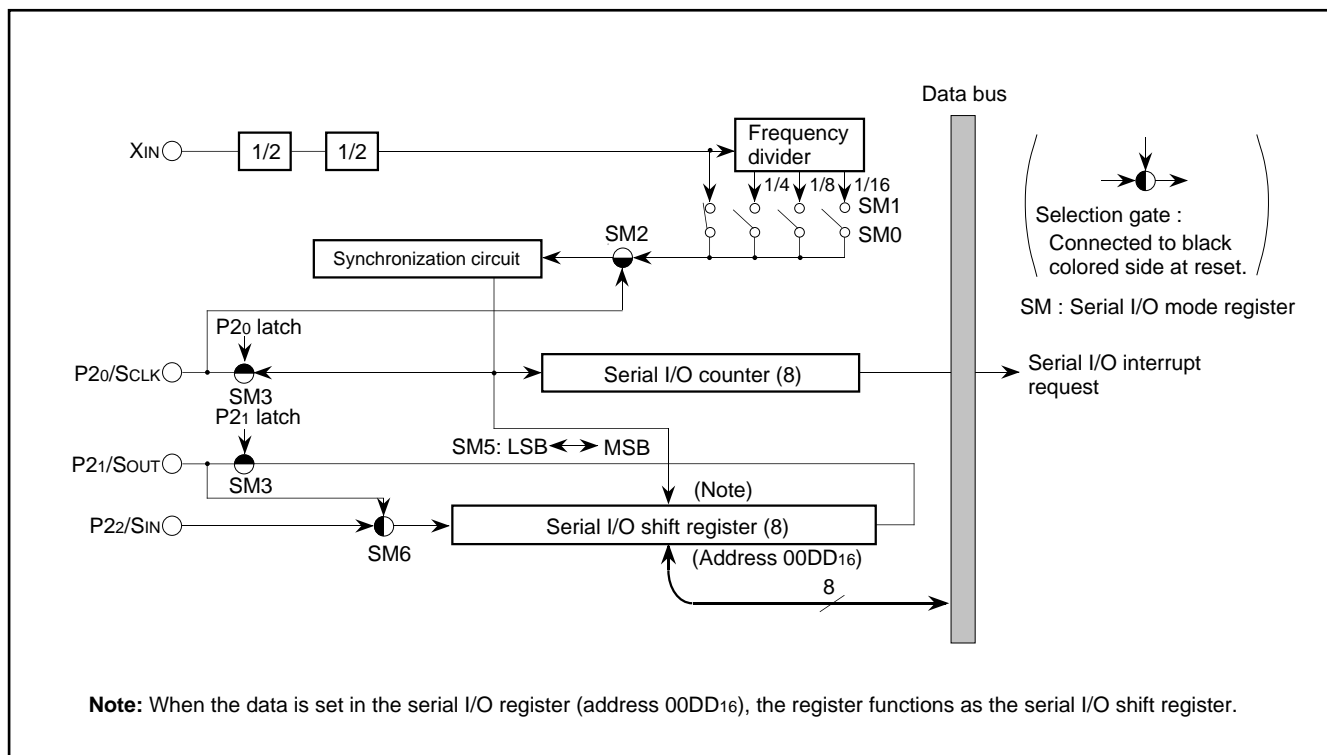 Data bus
XIN
1/2
1/2
Frequency
divider
1/4
1/8
1/16
SM1
SM0
SM2
Synchronization circuit
Selection gate :
Connected to black
colored side at reset.
SM : Serial I/O mode register
P20 latch
P20/SCLK
SM3
Serial I/O counter (8)
Serial I/O interrupt
request
P21 latch
SM5: LSB
MSB
P21/SOUT
SM3
(Note)
P22/SIN
Serial I/O shift register (8)
SM6
(Address 00DD16)
8
Note: When the data is set in the serial I/O register (address 00DD16), the register functions as the serial I/O shift register.